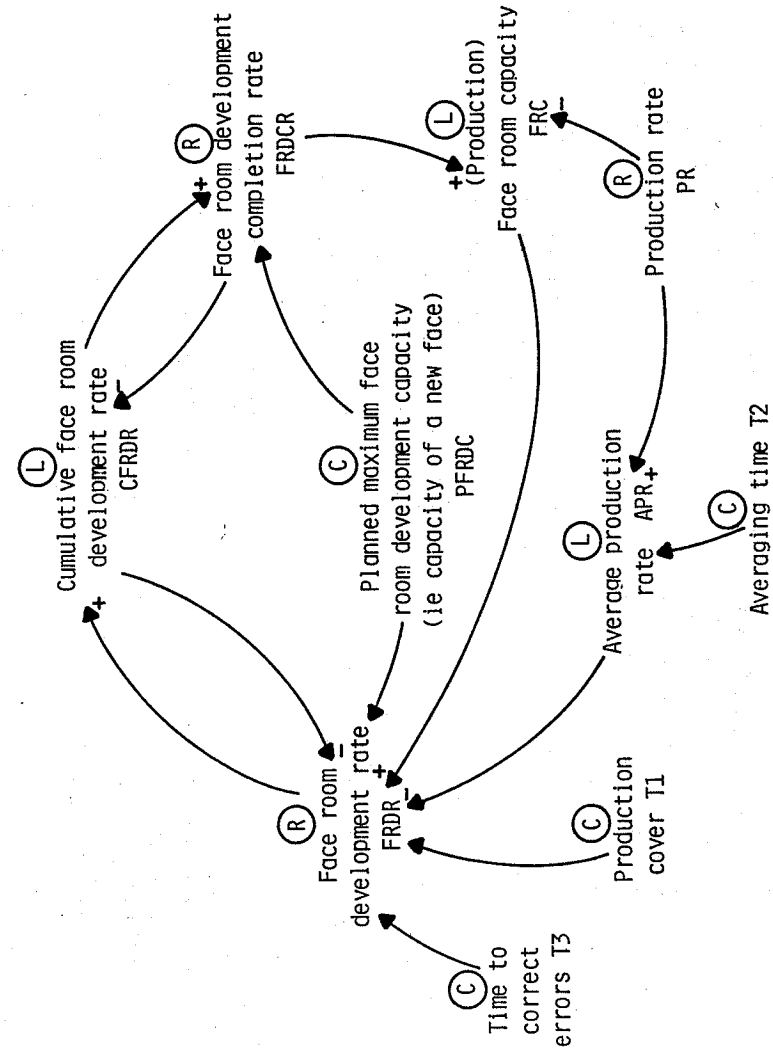 L
Cumulative face room
development rate
CFRDR
+
−
R
+
Face room development
completion rate
FRDCR
R
Face room
−
development rate
+
FRDR
−
C
Planned maximum face
room development capacity
(ie capacity of a new face)
PFRDC
L
+
(Production)
Face room capacity
FRC
−
C
Time to
correct
errors T3
C
Production
cover T1
L
Average production
rate APR
+
R
Production rate
PR
C
Averaging time T2